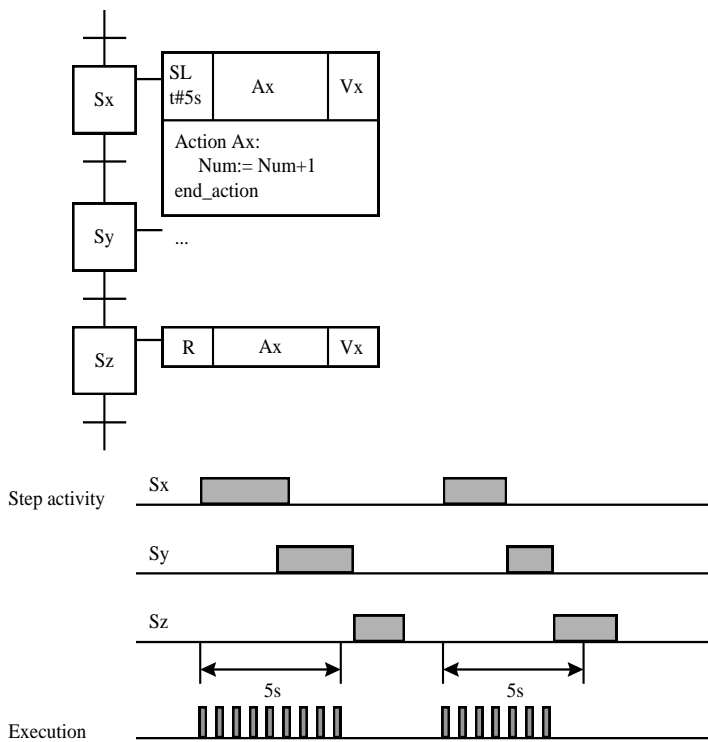 SL
t#5s
Ax
Vx
Sx
Action Ax:
Num:= Num+1
end_action
Sy
...
Sz
R
Ax
Vx
Step activity
Sx
Sy
Sz
5s
5s
Execution